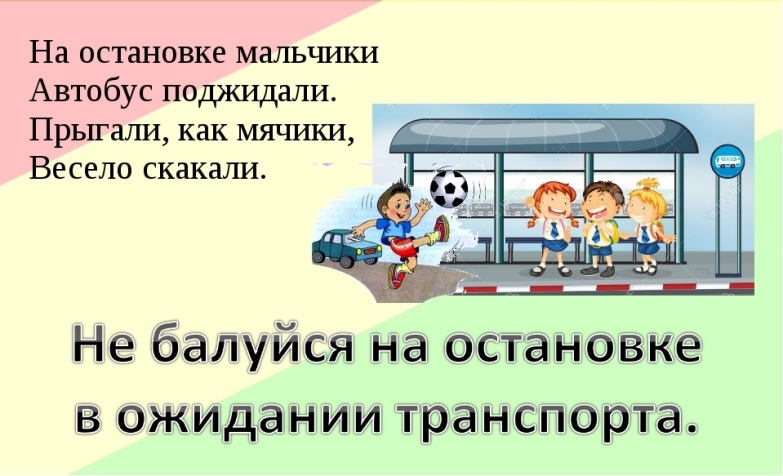 На остановке мальчики
Автобус поджидали.
Прыгали, как мячики,
Весело скакали.
Не балуйся на остановке
в ожидании транспорта.